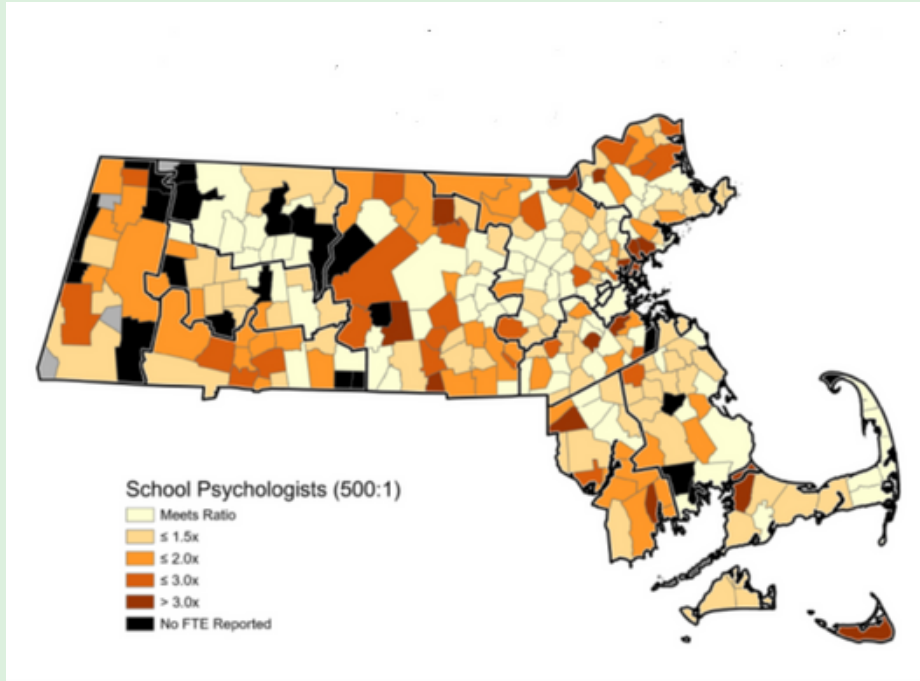 School Psychologists (500:1)
Meets Ratio
≤ 1.5x
≤ 2.0x
≤ 3.0x
> 3.0x
No FTE Reported